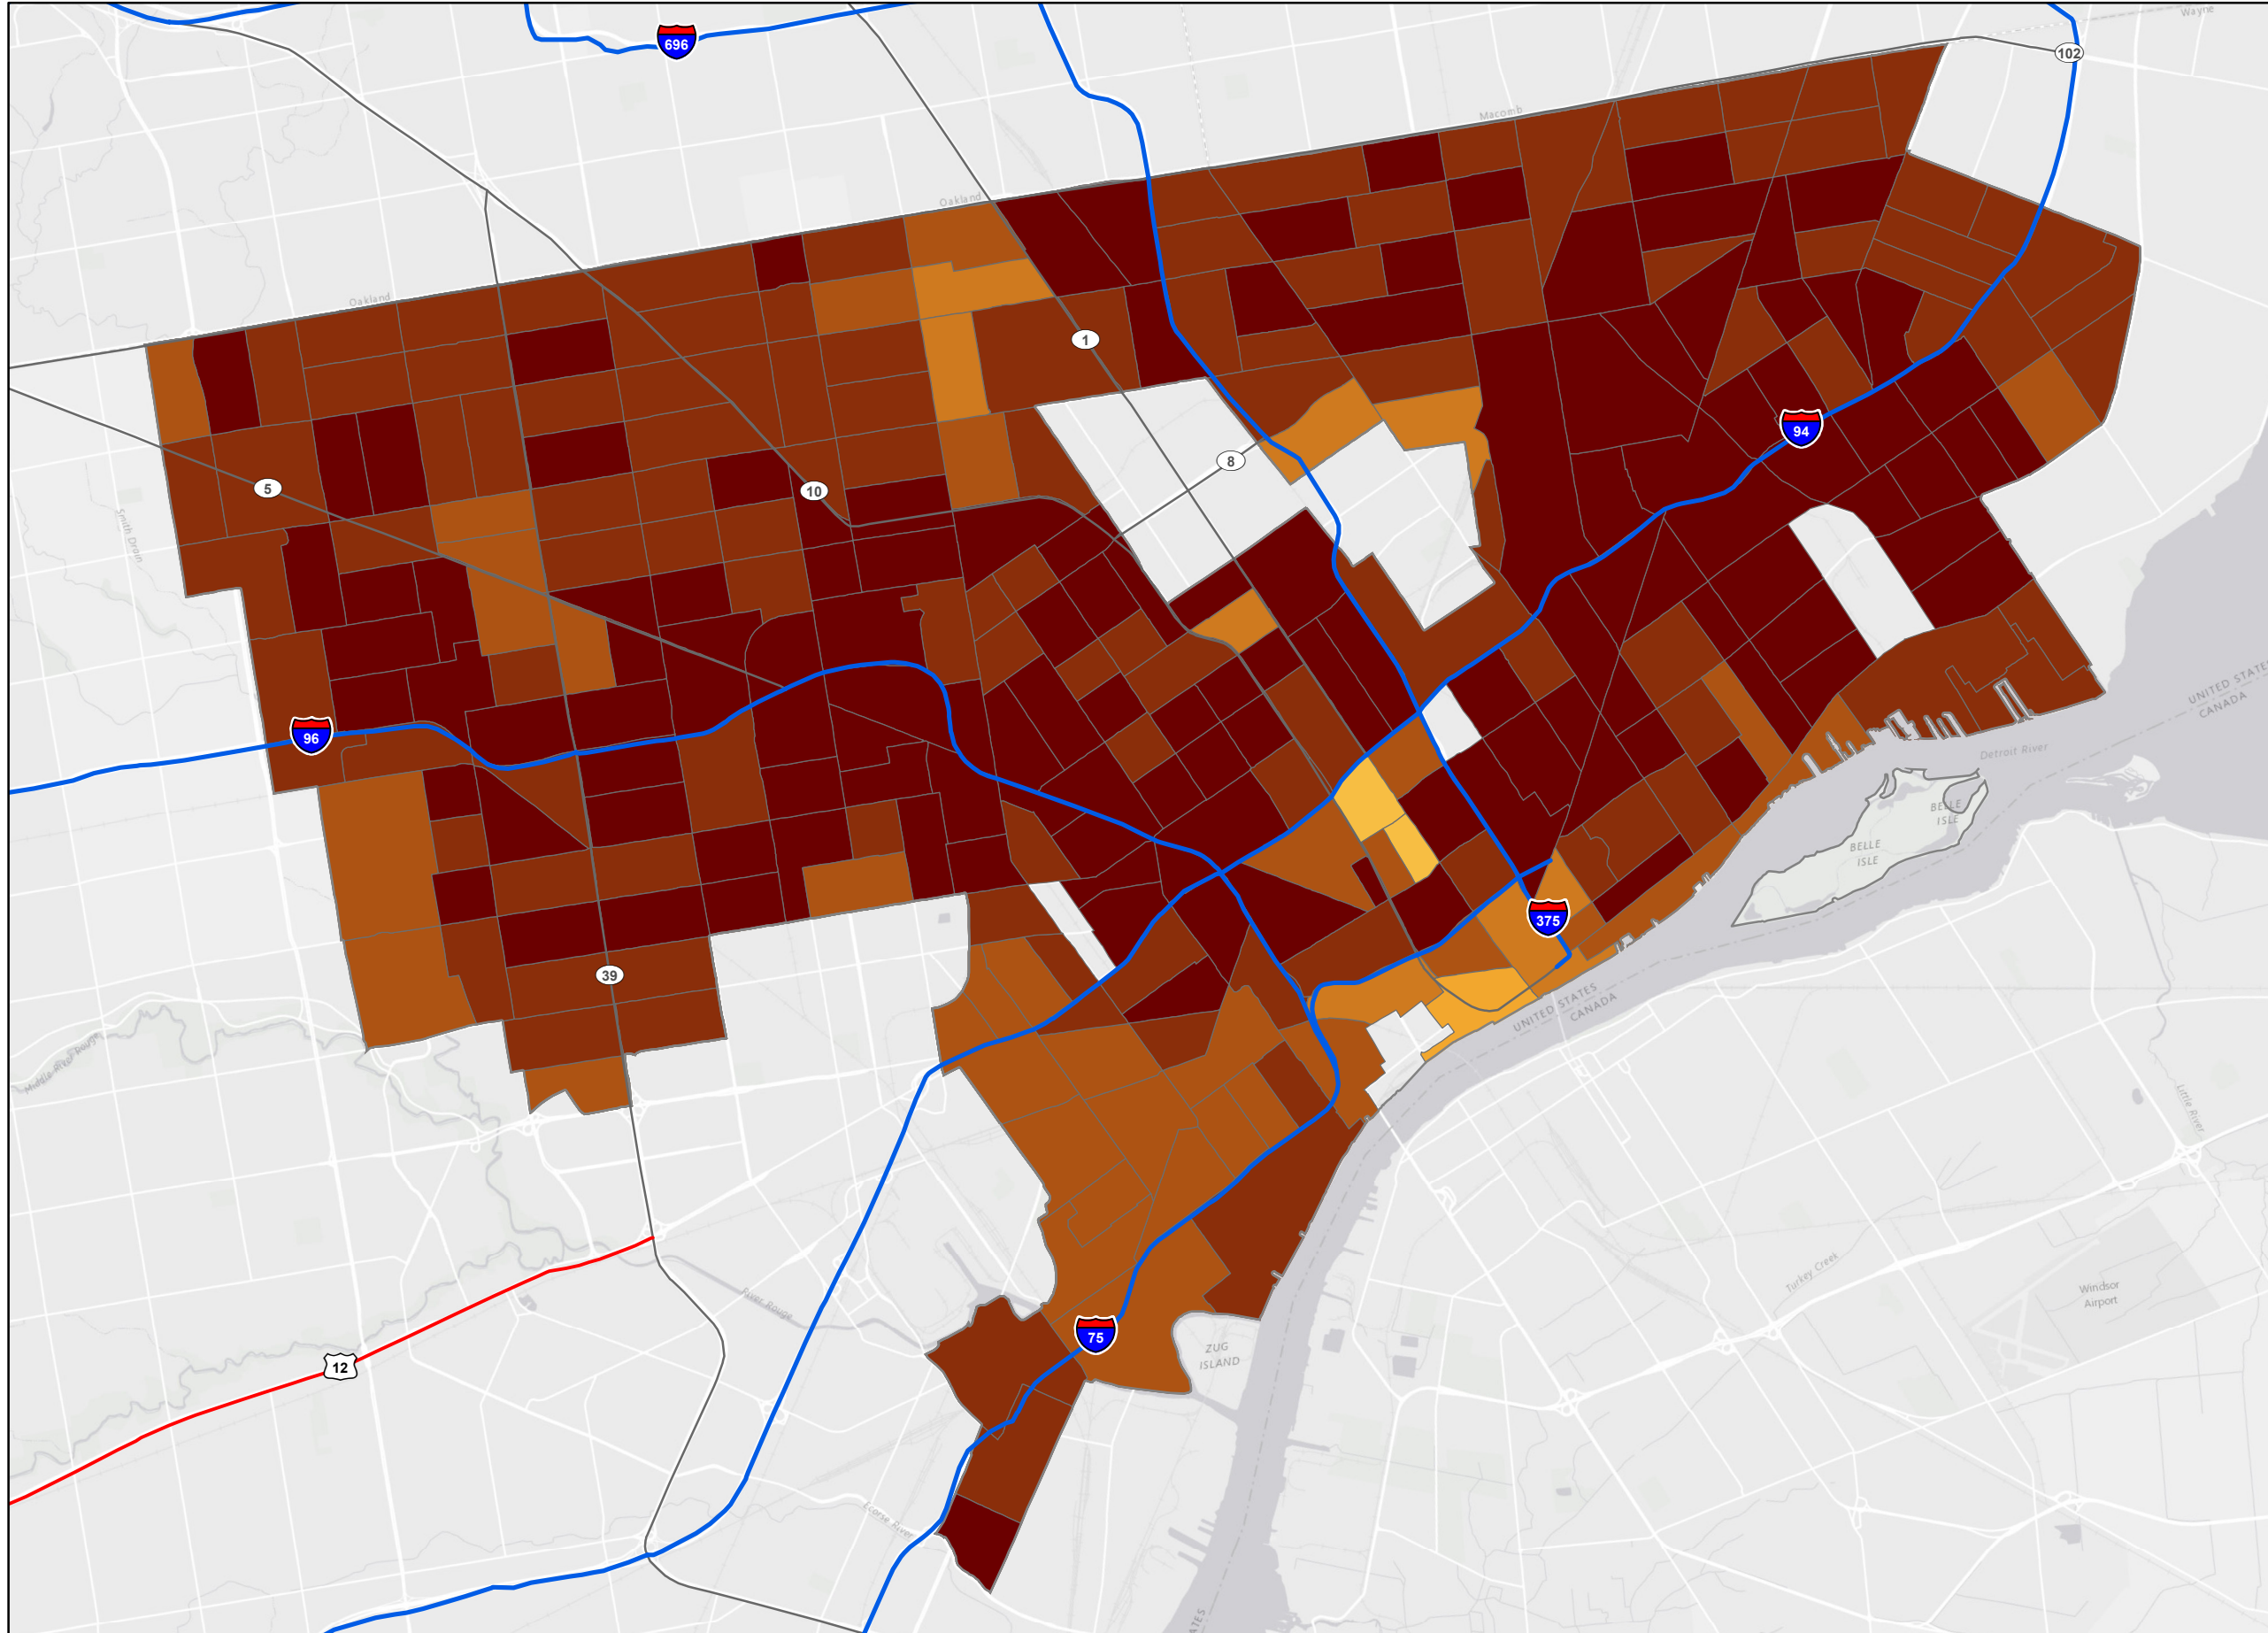 Wayne
696
102
Macomb
Oakland
Oakland
1
94
8
5
10
Smith Drain
UNITED STATES
CANADA
96
Detroit River
BELLE
ISLE
BELLE
ISLE
375
39
UNITED STATES
CANADA
Middle River Rouge
Little River
Turkey Creek
Windsor
Airport
River Rouge
75
ZUG
ISLAND
12
Ecorse River
ATES